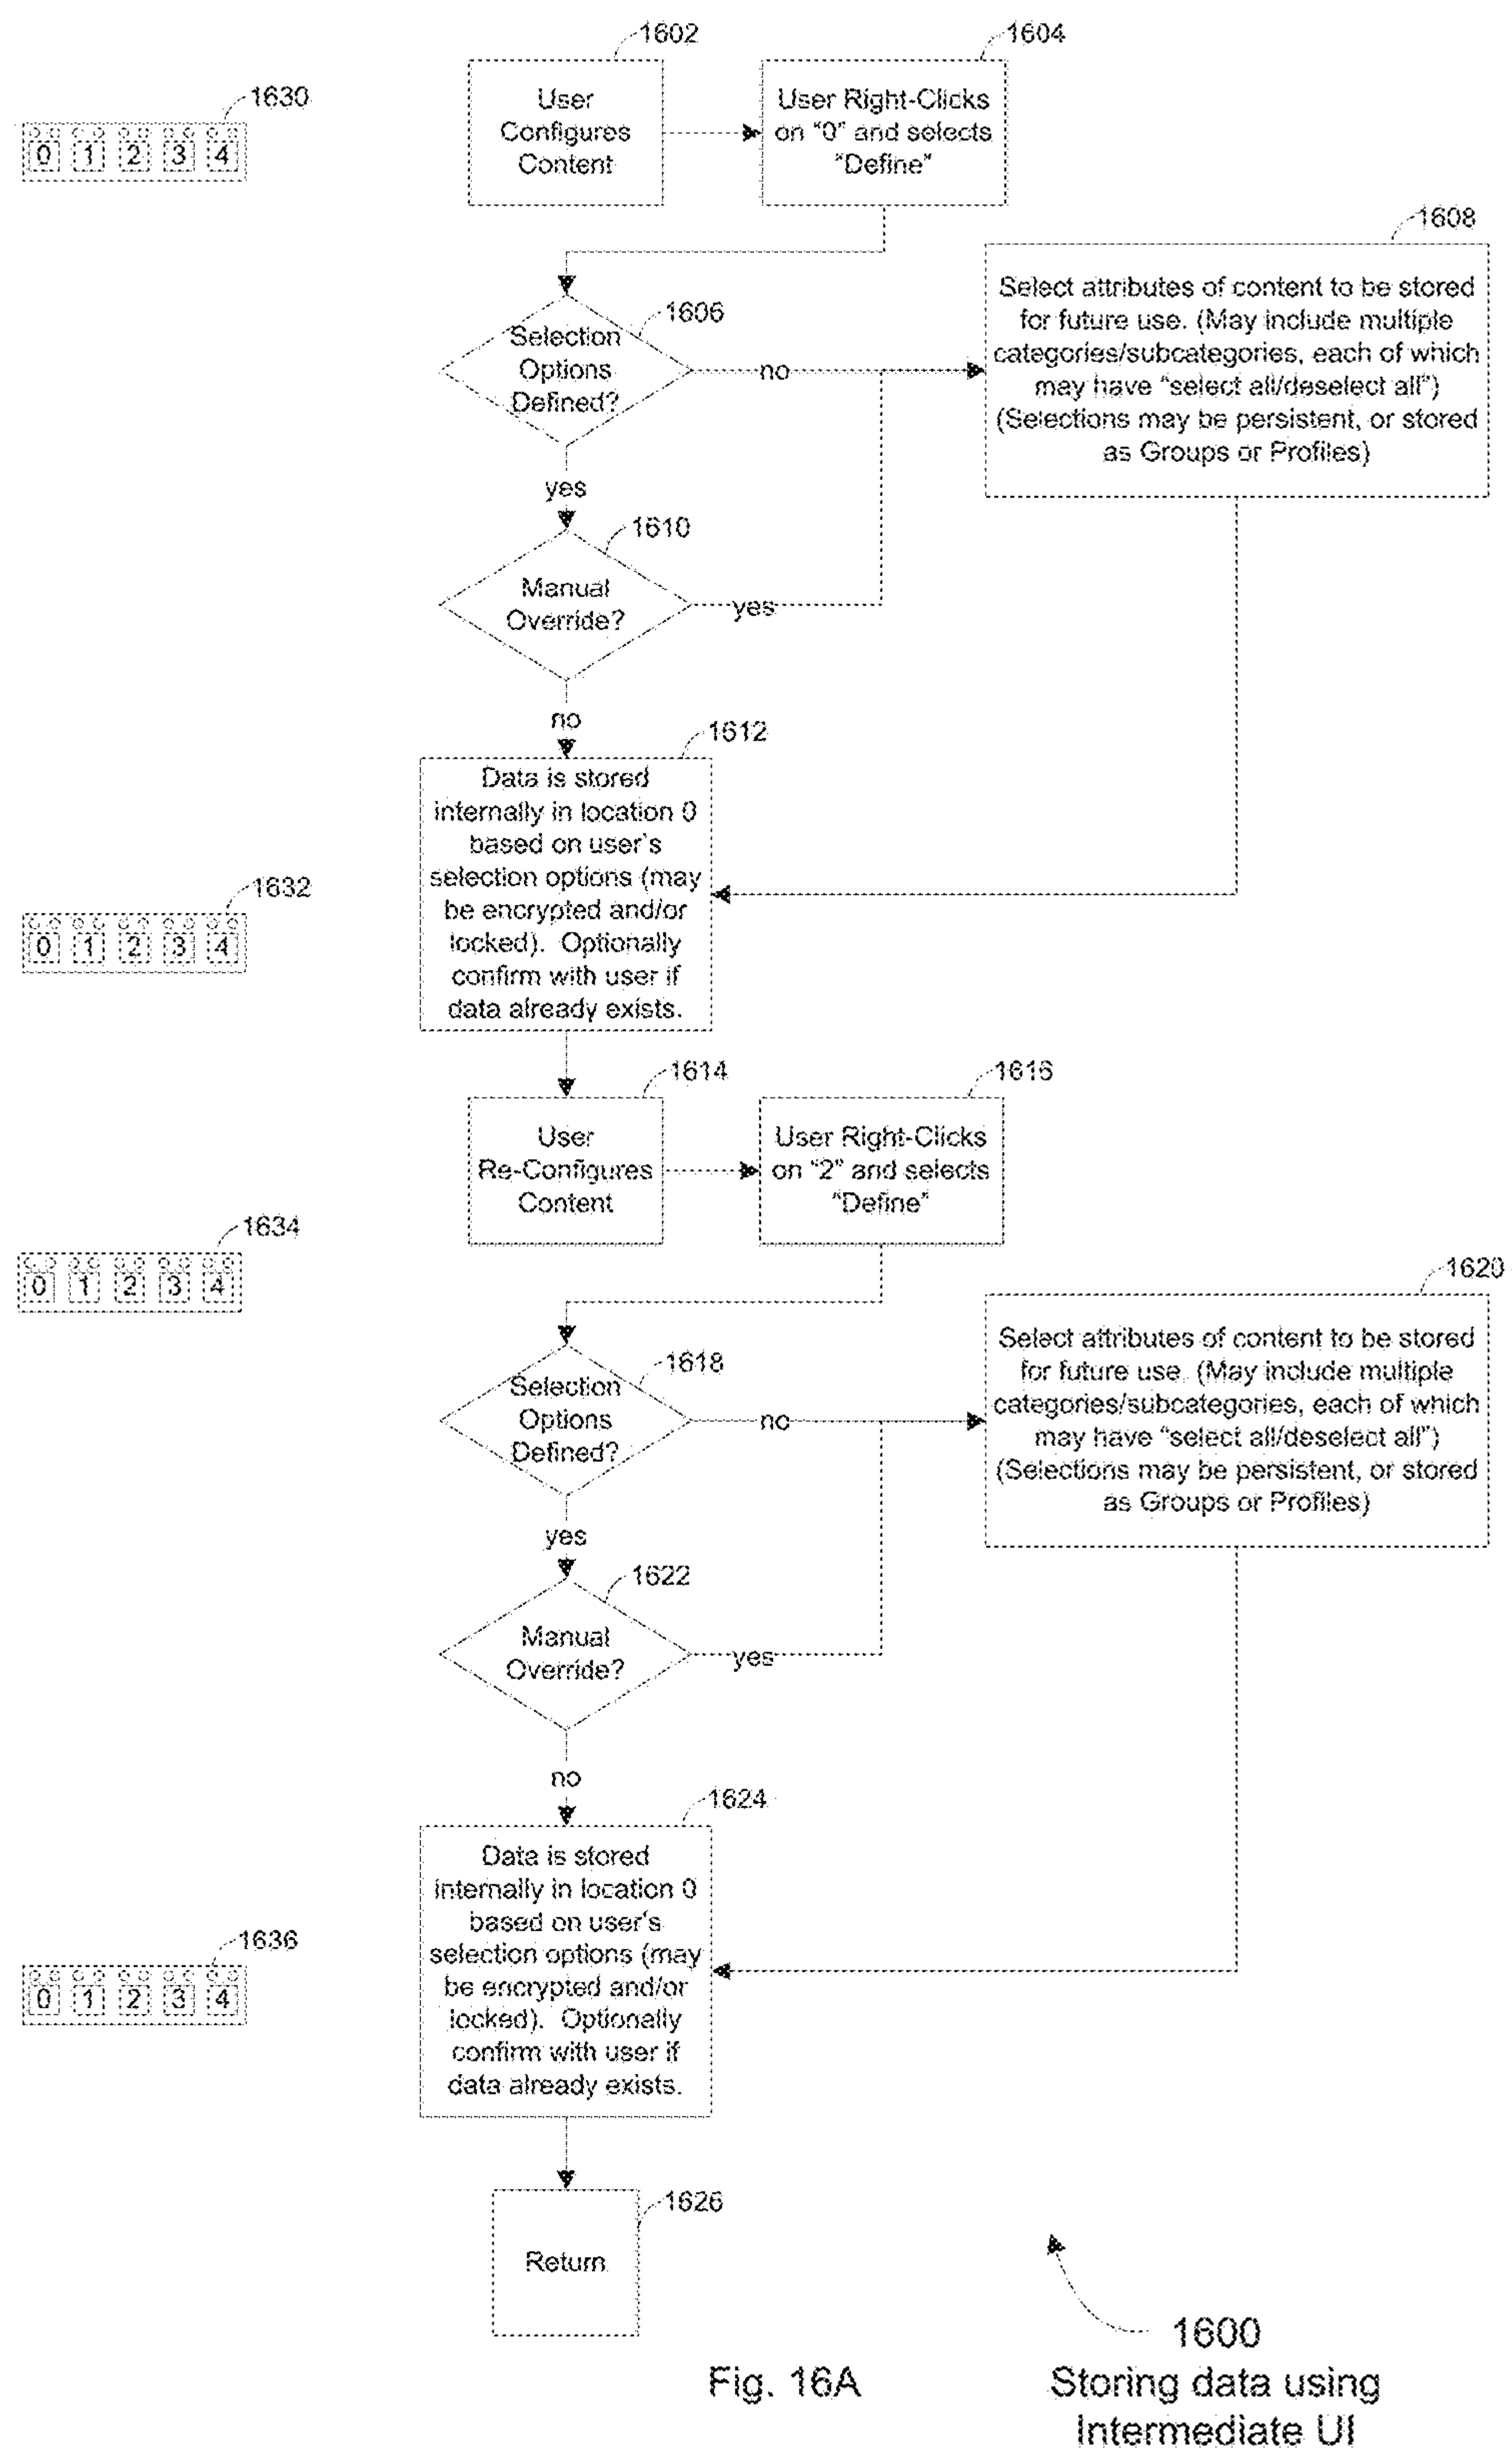 1602
1604
1630
0 1 2 3 4
User
Configures
Content
User Right-Clicks
on "0" and selects
"Define"
1608
Select attributes of content to be stored
for future use. (May include multiple
categories/subcategories, each of which
may have "select all/deselect all")
(Selections may be persistent, or stored
as Groups or Profiles)
1606
Selection
Options
Defined?
no
yes
1610
Manual
Override?
yes
no
1612
Data is stored
internally in location 0
based on user's
selection options (may
be encrypted and/or
locked). Optionally
confirm with user if
data already exists.
1632
0 1 2 3 4
1614
1616
User
Re-Configures
Content
User Right-Clicks
on "2" and selects
"Define"
1634
0 1 2 3 4
1620
Select attributes of content to be stored
for future use. (May include multiple
categories/subcategories, each of which
may have "select all/deselect all")
(Selections may be persistent, or stored
as Groups or Profiles)
1618
Selection
Options
Defined?
no
yes
1622
Manual
Override?
yes
no
1624
Data is stored
internally in location 0
based on user's
selection options (may
be encrypted and/or
locked). Optionally
confirm with user if
data already exists.
1636
0 1 2 3 4
1626
Return
1600
Fig. 16A
Storing data using
Intermediate UI